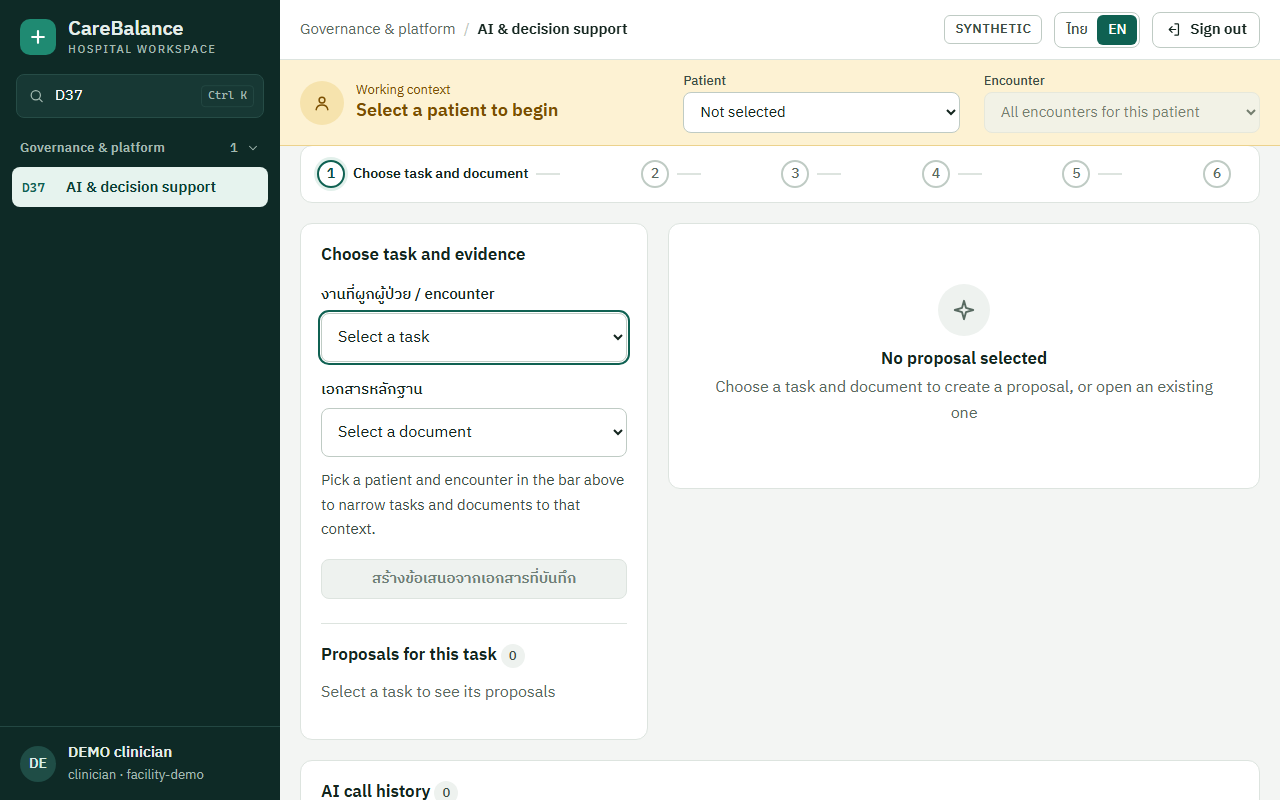 CareBalance
HOSPITAL WORKSPACE
D37
Ctrl K
Governance & platform
1
D37
AI & decision support
DE
DEMO clinician
clinician · facility-demo
Governance & platform / AI & decision support
SYNTHETIC
ไทย
EN
Sign out
Working context
Select a patient to begin
Patient
Not selected
Encounter
All encounters for this patient
1 Choose task and document
2
3
4
5
6
Choose task and evidence
งานที่ผูกผู้ป่วย / encounter
Select a task
เอกสารหลักฐาน
Select a document
Pick a patient and encounter in the bar above
to narrow tasks and documents to that
context.
สร้างข้อเสนอจากเอกสารที่บันทึก
Proposals for this task 0
Select a task to see its proposals
No proposal selected
Choose a task and document to create a proposal, or open an existing
one
AI call history 0